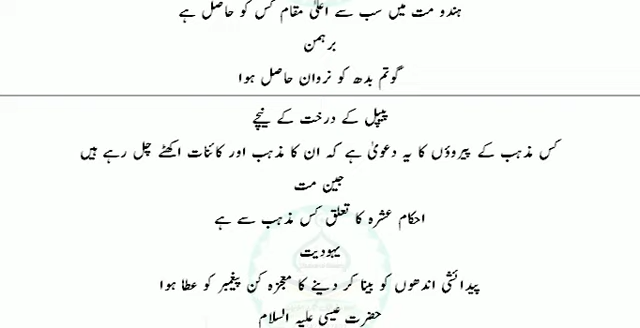 ہندو مت میں سب سے اعلیٰ مقام کس کو حاصل ہے
برہمن
گوتم بدھ کو نروان حاصل ہوا
پیپل کے درخت کے نیچے
کس مذہب کے پیروؤں کا یہ دعویٰ ہے کہ ان کا مذہب اور کائنات اکھٹے چل رہے ہیں
جین مت
احکام عشرہ کا تعلق کس مذہب سے ہے
یہودیت
پیدائشی اندھوں کو بینا کر دینے کا معجزہ کن پیغمبر کو عطا ہوا
حضرت عیسی علیہ السلام